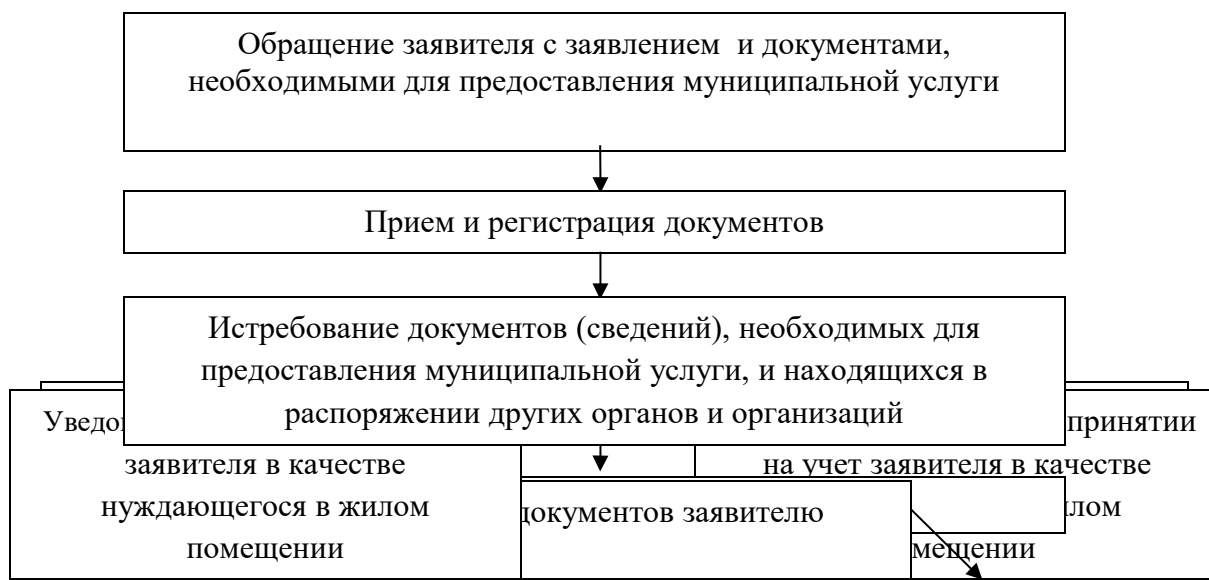 Обращение заявителя с заявлением и документами,
необходимыми для предоставления муниципальной услуги
Прием и регистрация документов
Истребование документов (сведений), необходимых для
предоставления муниципальной услуги, и находящихся в
распоряжении других органов и организаций
принятии
заявителя в качестве
на учет заявителя в качестве
нуждающегося в жилом
документов заявителю
помещении